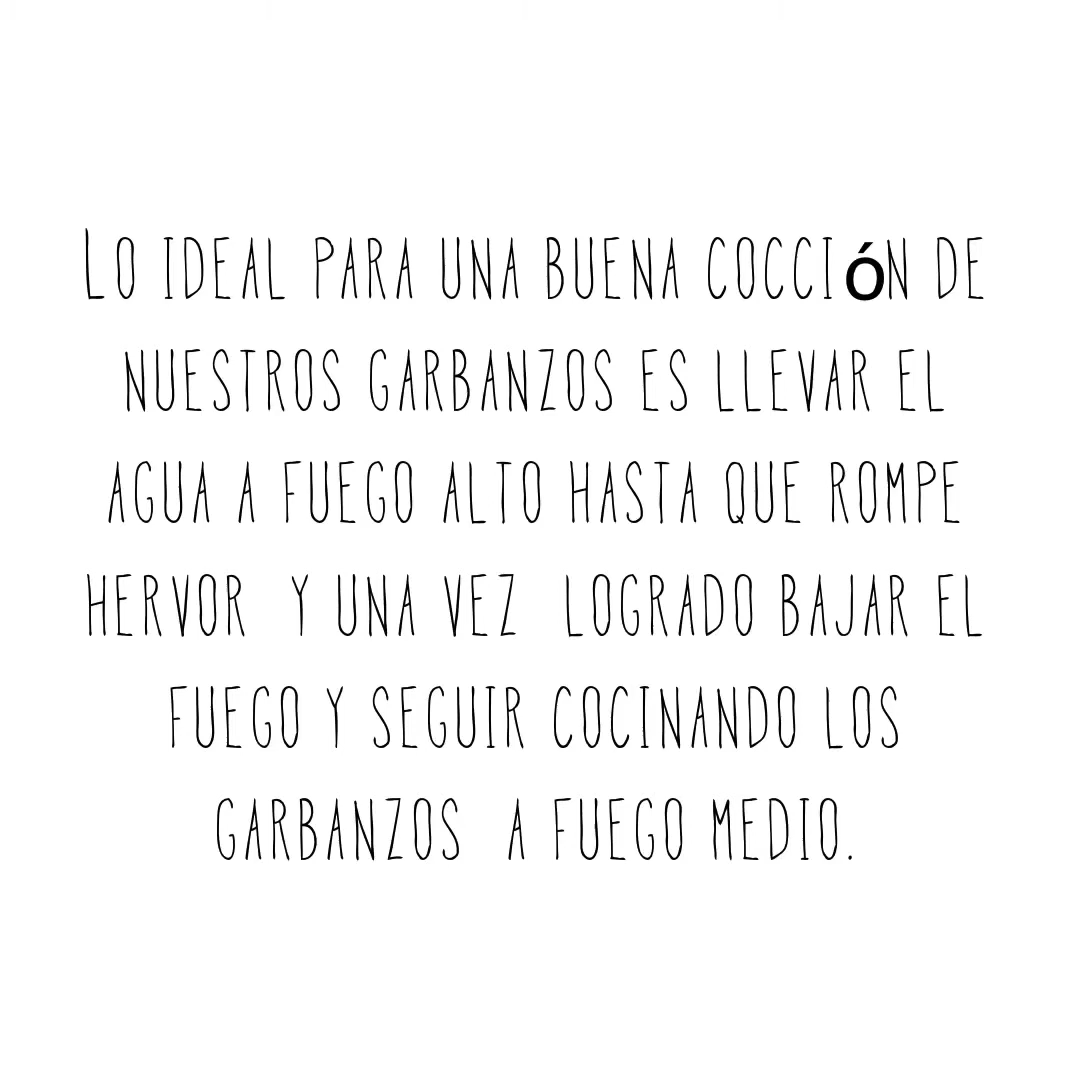 Lo ideal para una buena cocción de
nuestros garbanzos es llevar el
agua a fuego alto hasta que rompe
hervor  y una vez  logrado bajar el
fuego y seguir cocinando los
garbanzos  a fuego medio.